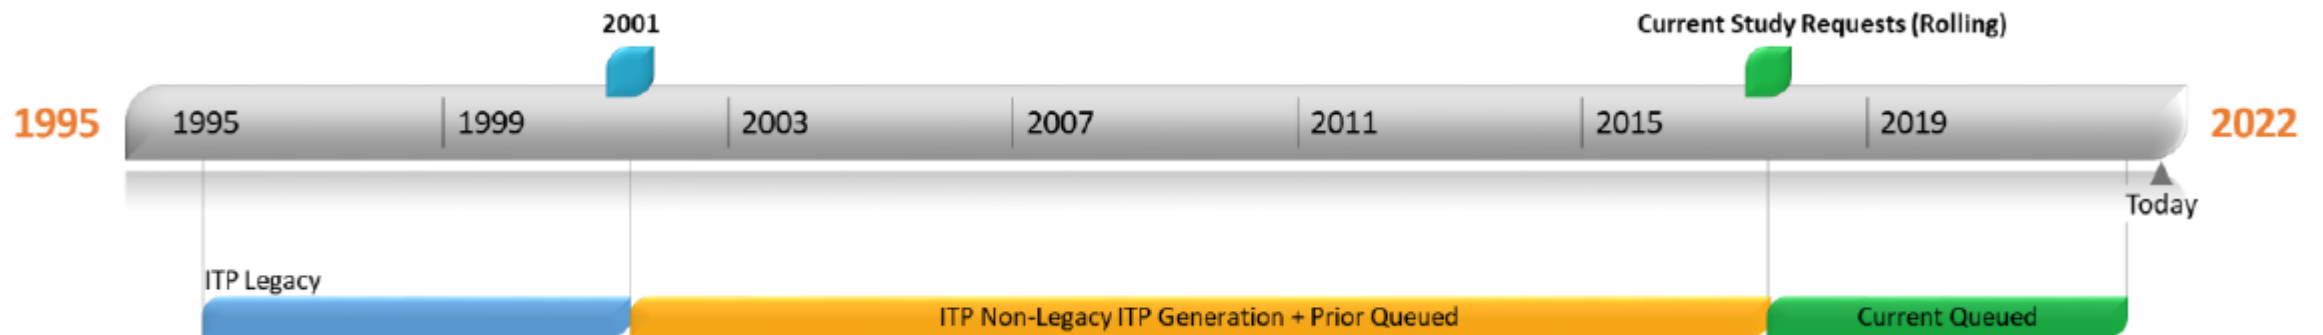 2001
Current Study Requests (Rolling)
1995
1995
1999
2003
2007
2011
2015
2019
2022
Today
ITP Legacy
ITP Non-Legacy ITP Generation + Prior Queued
Current Queued